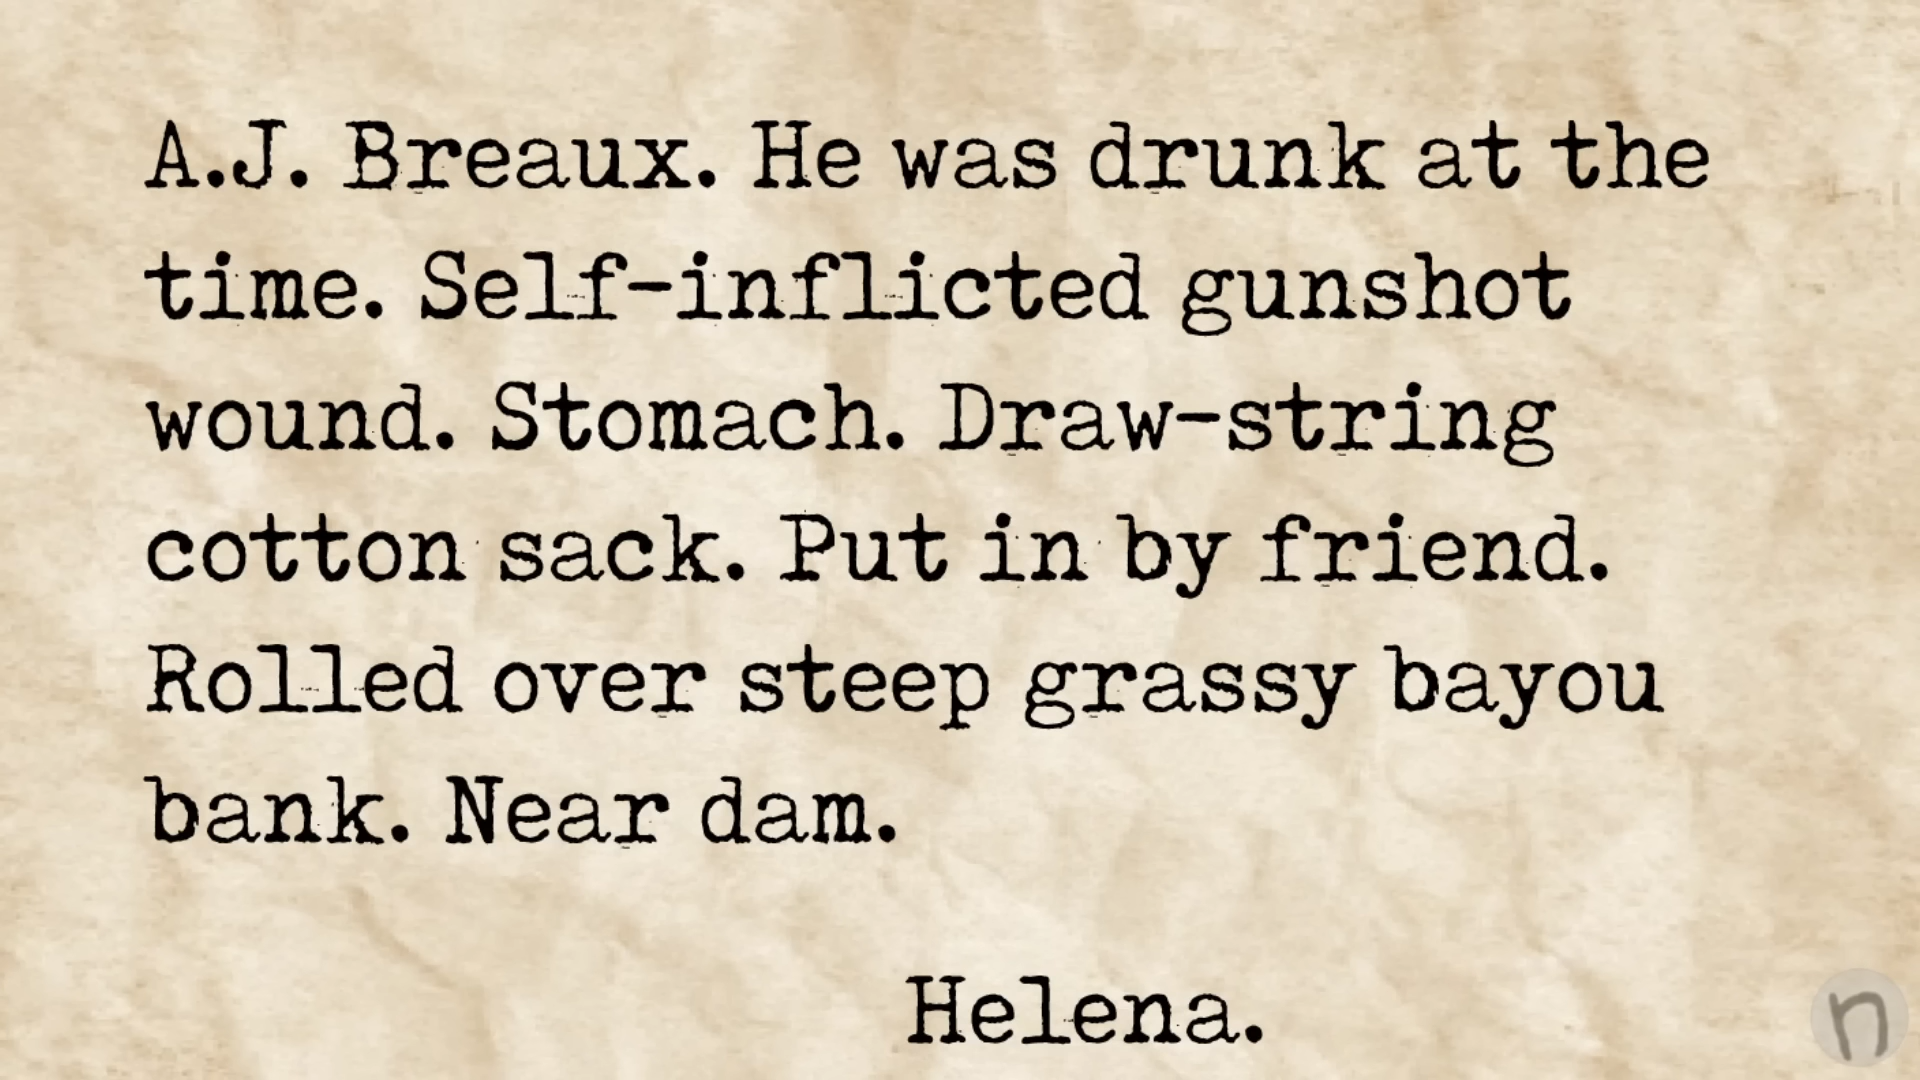 A.J. Breaux. He was drunk at the
time. Self-inflicted gunshot
wound. Stomach. Draw-string
cotton sack. Put in by friend.
Rolled over steep grassy bayou
bank. Near dam.
Helena.
n